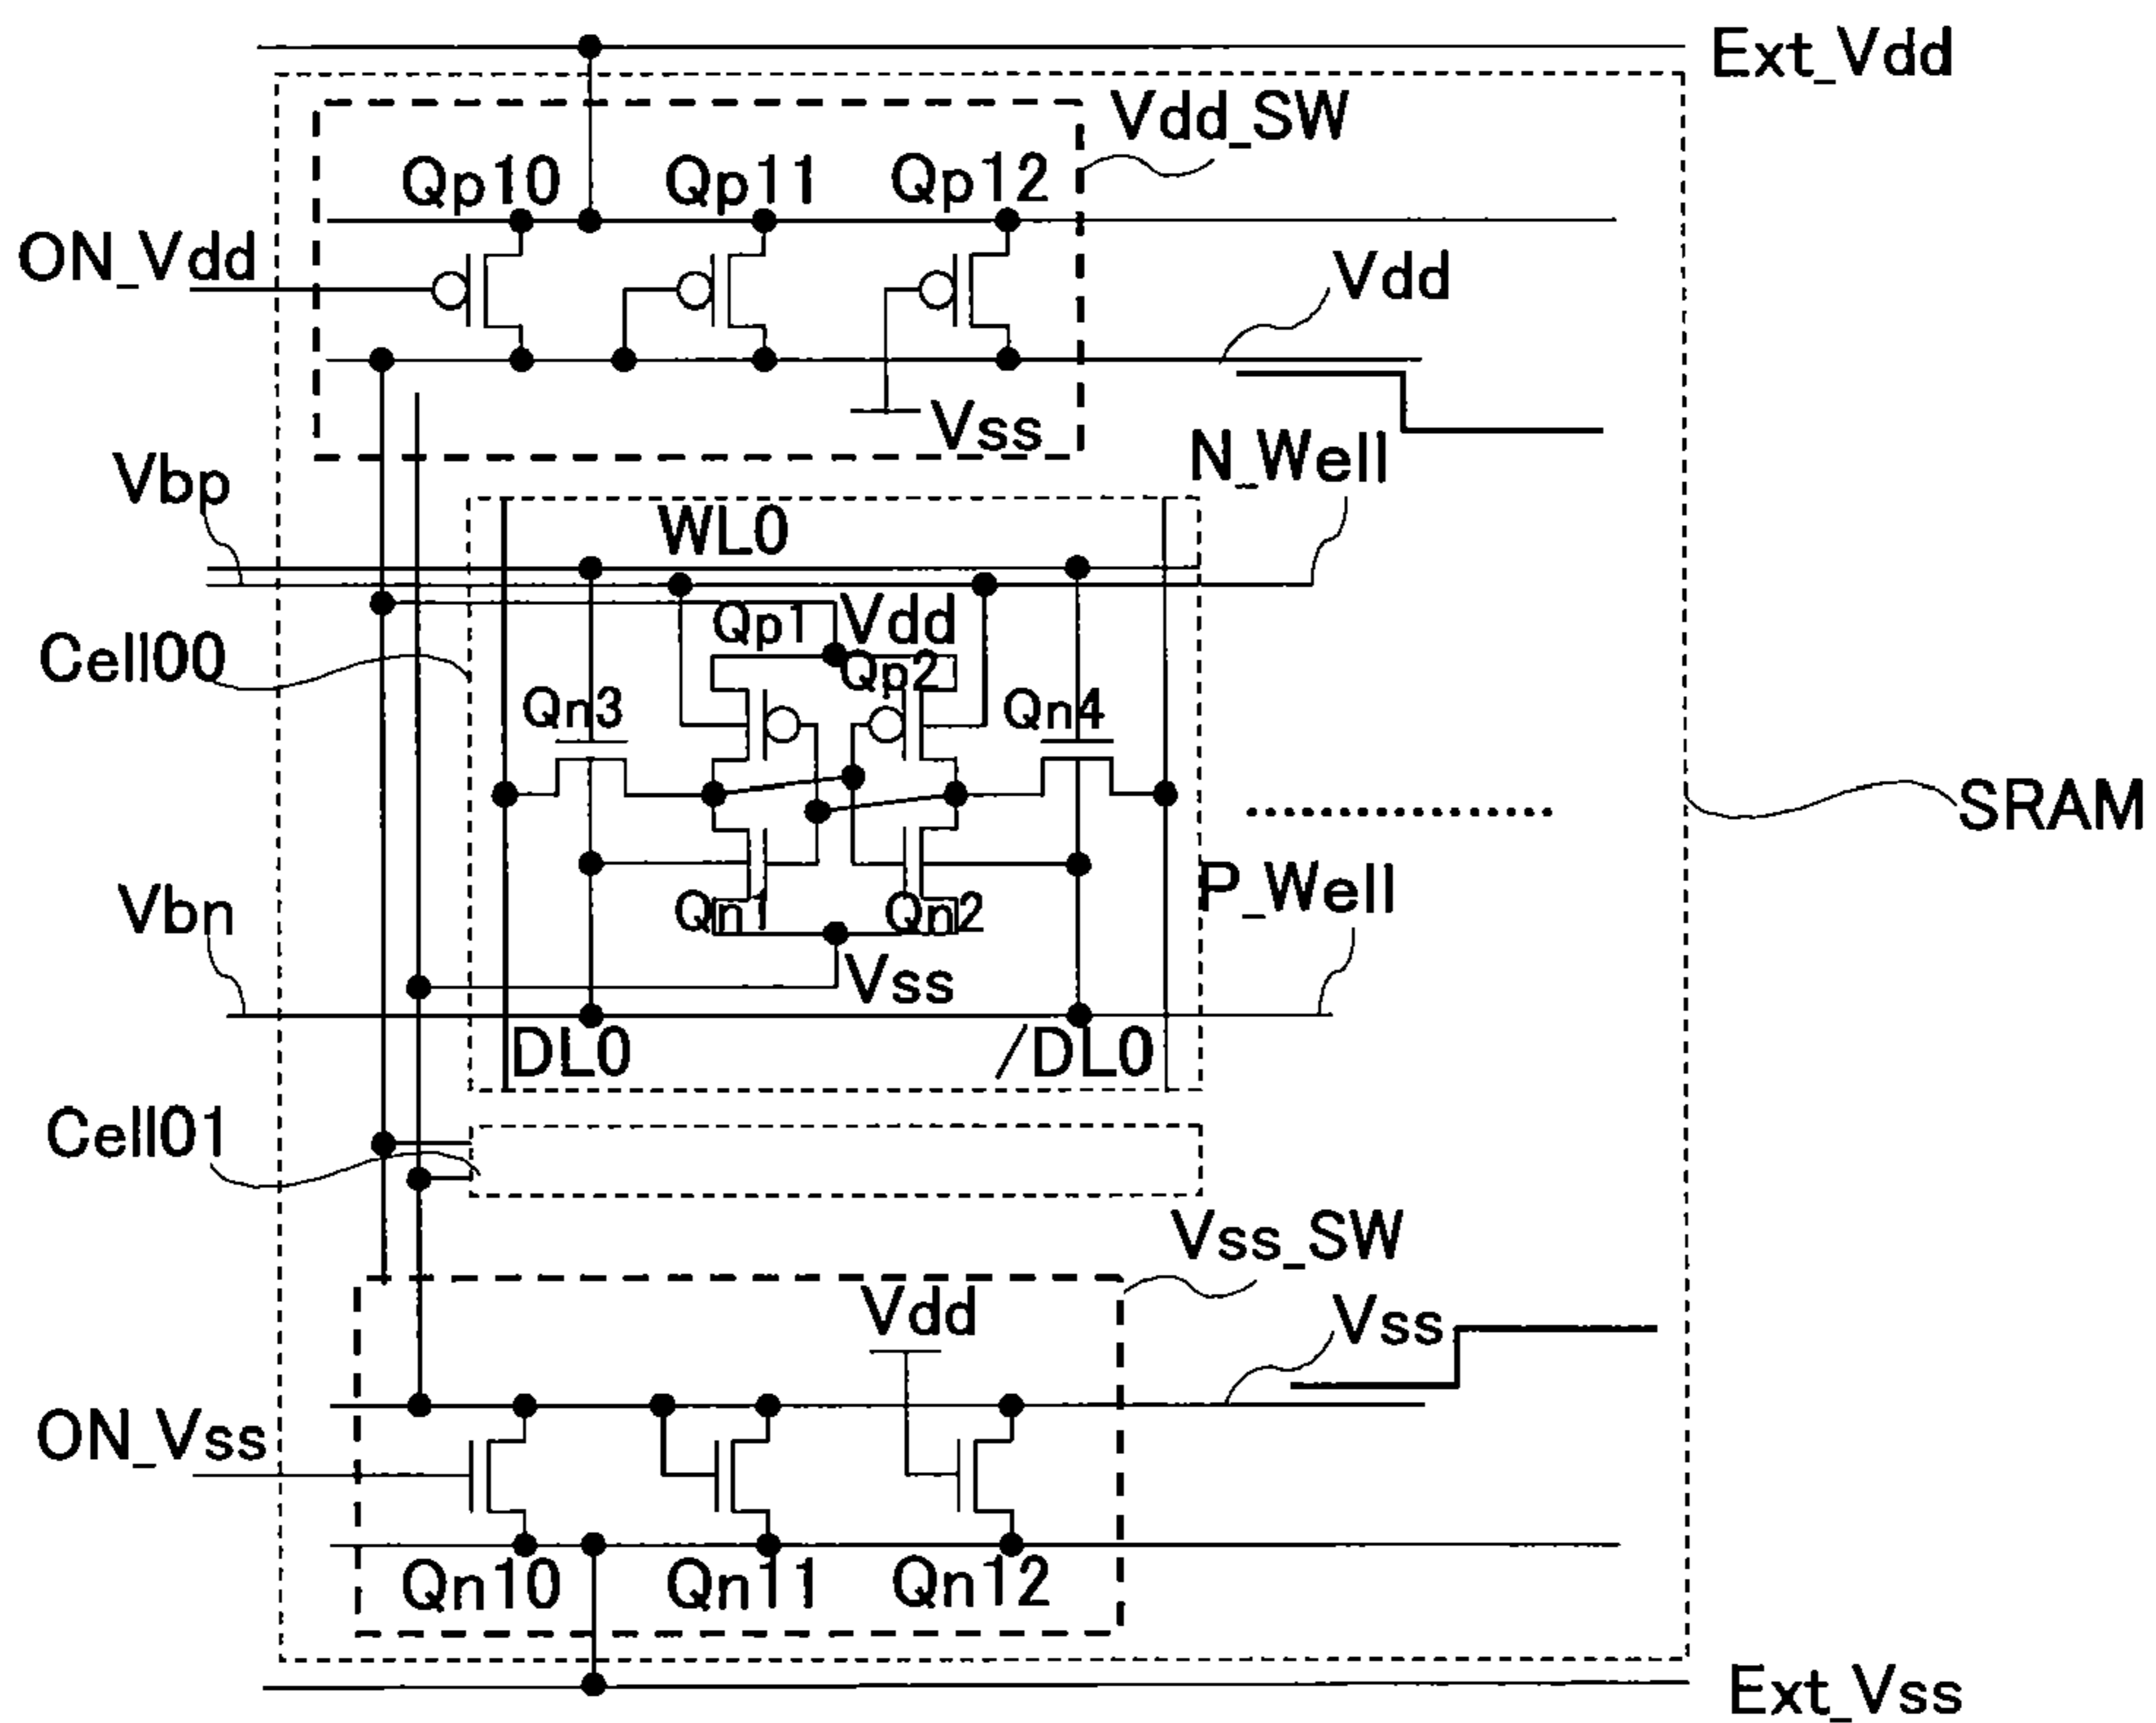 Ext_Vdd
Vdd_SW
Qp10 Qp11 Qp12
ON_Vdd
Vdd
Vss
N_Well
Vbp
WL0
Qp1 Vdd
Cell00
Qp2
Qn3 Qn4
SRAM
P_Well
Vbn
Qn1 Qn2
Vss
DL0 /DL0
Cell01
Vss_SW
Vdd
Vss
ON_Vss
Qn10 Qn11 Qn12
Ext_Vss